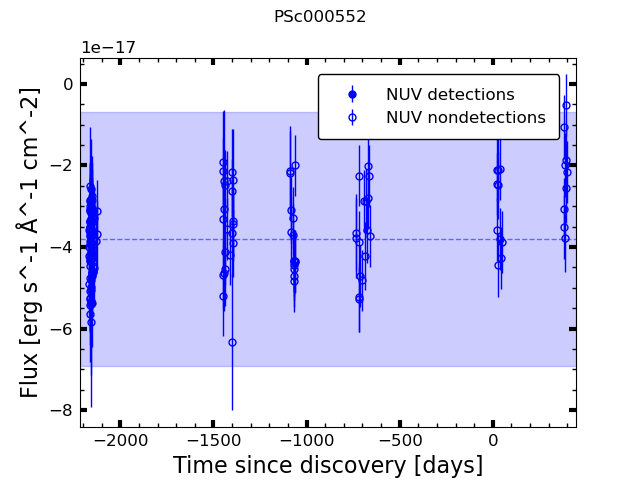 PSc000552
1e−17
NUV detections
NUV nondetections
0
−2
−4
−6
−8
Flux [erg s^-1 Å^-1 cm^-2]
−2000 −1500 −1000 −500 0
Time since discovery [days]